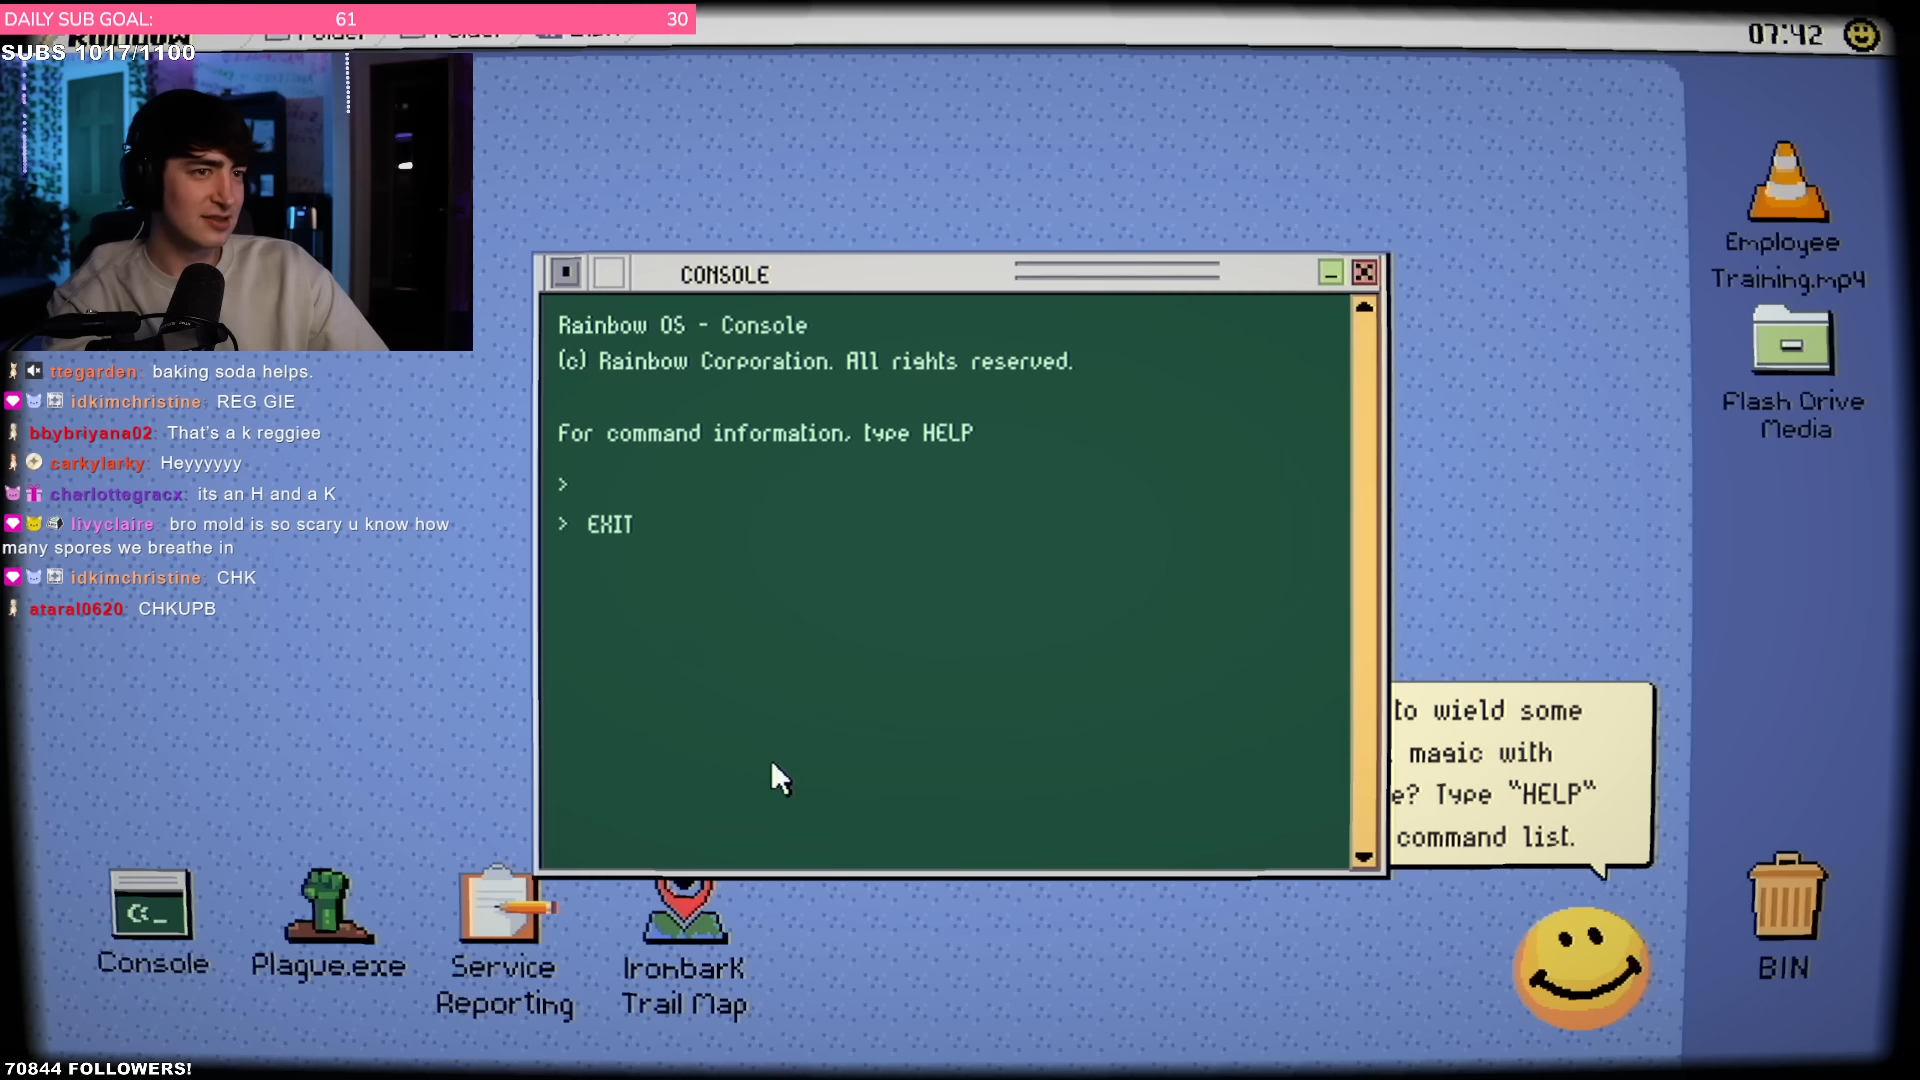 DAILY SUB GOAL: 61 30
SUBS 1017/1100
07:42
ttegarden: baking soda helps.
idkimchristine: REG GIE
bbybriyana02: That's a k reggiee
carkylarky: Heyyyyyy
charlottegracx: its an H and a K
livyclaire: bro mold is so scary u know how
many spores we breathe in
idkimchristine: CHK
ataral0620: CHKUPB
CONSOLE
Rainbow OS - Console
(c) Rainbow Corporation. All rights reserved.
For command information, type HELP
>
> EXIT
to wield some
magic with
e? Type "HELP"
command list.
Employee
Training.mp4
Flash Drive
Media
Console
Plague.exe
Service
Reporting
Ironbark
Trail Map
BIN
70844 FOLLOWERS!